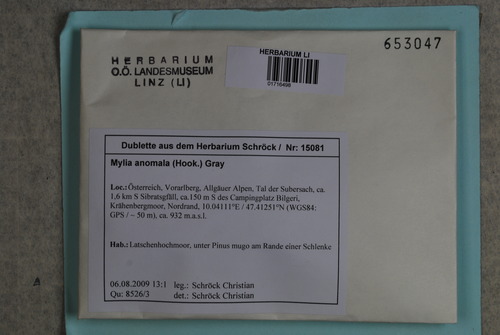 653047
HERBARIUM
O.Ö. LANDESMUSEUM
LINZ (LI)
HERBARIUM LI
01716498
Dublette aus dem Herbarium Schröck / Nr: 15081
Mylia anomala (Hook.) Gray
Loc.: Österreich, Vorarlberg, Allgäuer Alpen, Tal der Subersach, ca.
1,6 km S Sibratsgfäll, ca.150 m S des Campingplatz Bilgeri,
Krähenbergmoor, Nordrand, 10.04111°E / 47.41251°N (WGS84:
GPS / ~ 50 m), ca. 932 m.a.s.l.
Hab.: Latschenhochmoor, unter Pinus mugo am Rande einer Schlenke
06.08.2009 13:1 leg.: Schröck Christian
Qu: 8526/3 det.: Schröck Christian